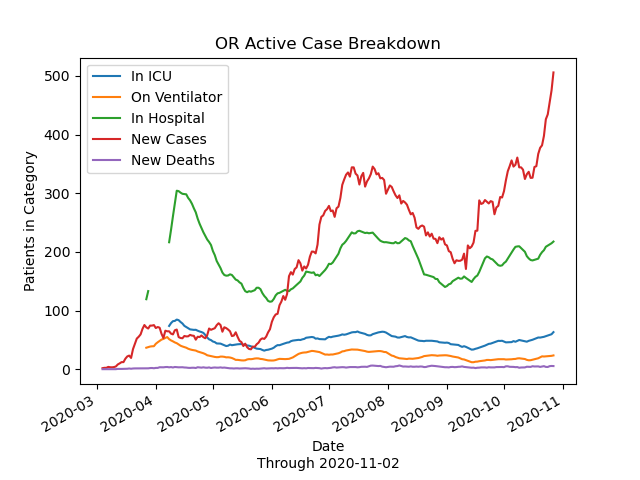 OR Active Case Breakdown
In ICU
On Ventilator
In Hospital
New Cases
New Deaths
Patients in Category
500
400
300
200
100
0
2020-03
2020-04
2020-05
2020-06
2020-07
2020-08
2020-09
2020-10
2020-11
Date
Through 2020-11-02